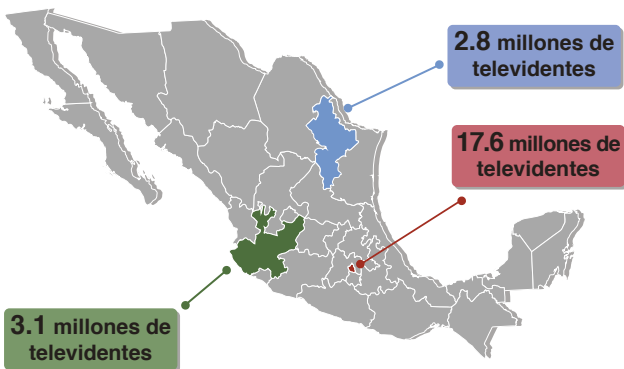 2.8 millones de
televidentes
17.6 millones de
televidentes
3.1 millones de
televidentes